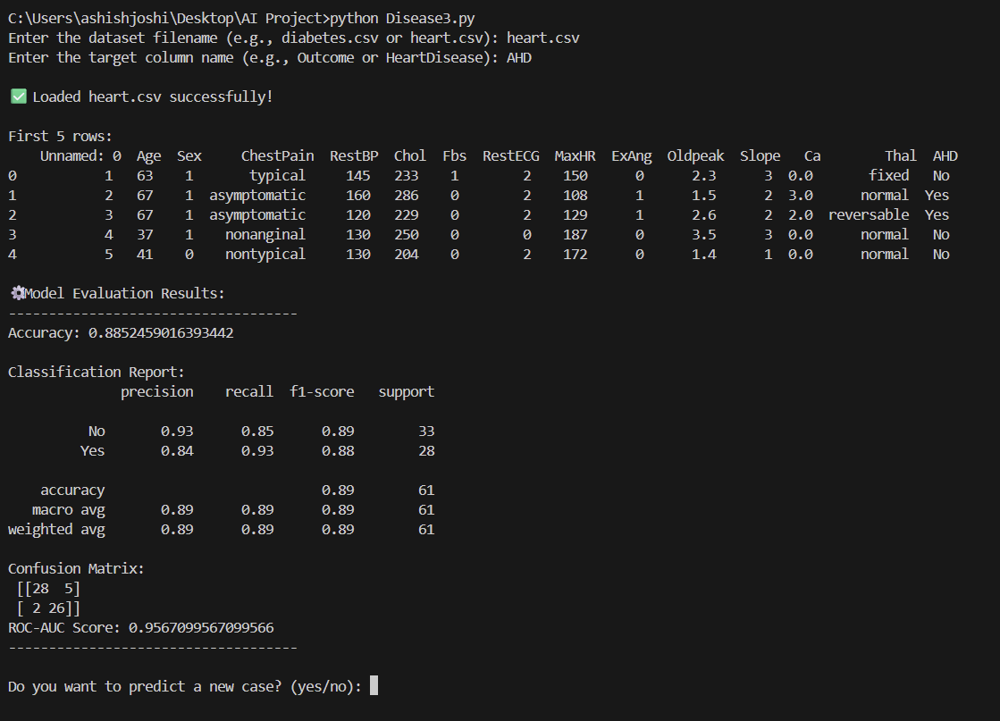 C:\Users\ashishjoshi\Desktop\AI Project>python Disease3.py
Enter the dataset filename (e.g., diabetes.csv or heart.csv): heart.csv
Enter the target column name (e.g., Outcome or HeartDisease): AHD
✅ Loaded heart.csv successfully!
First 5 rows:
   Unnamed: 0  Age  Sex     ChestPain  RestBP  Chol  Fbs  RestECG  MaxHR  ExAng  Oldpeak  Slope   Ca        Thal  AHD
0           1   63    1       typical     145   233    1        2    150      0      2.3      3  0.0       fixed   No
1           2   67    1  asymptomatic     160   286    0        2    108      1      1.5      2  3.0      normal  Yes
2           3   67    1  asymptomatic     120   229    0        2    129      1      2.6      2  2.0  reversable  Yes
3           4   37    1    nonanginal     130   250    0        0    187      0      3.5      3  0.0      normal   No
4           5   41    0    nontypical     130   204    0        2    172      0      1.4      1  0.0      normal   No
⚙️Model Evaluation Results:
------------------------------------
Accuracy: 0.8852459016393442
Classification Report:
              precision    recall  f1-score   support
          No       0.93      0.85      0.89        33
         Yes       0.84      0.93      0.88        28
    accuracy                           0.89        61
   macro avg       0.89      0.89      0.89        61
weighted avg       0.89      0.89      0.89        61
Confusion Matrix:
 [[28  5]
 [ 2 26]]
ROC-AUC Score: 0.9567099567099566
------------------------------------
Do you want to predict a new case? (yes/no):